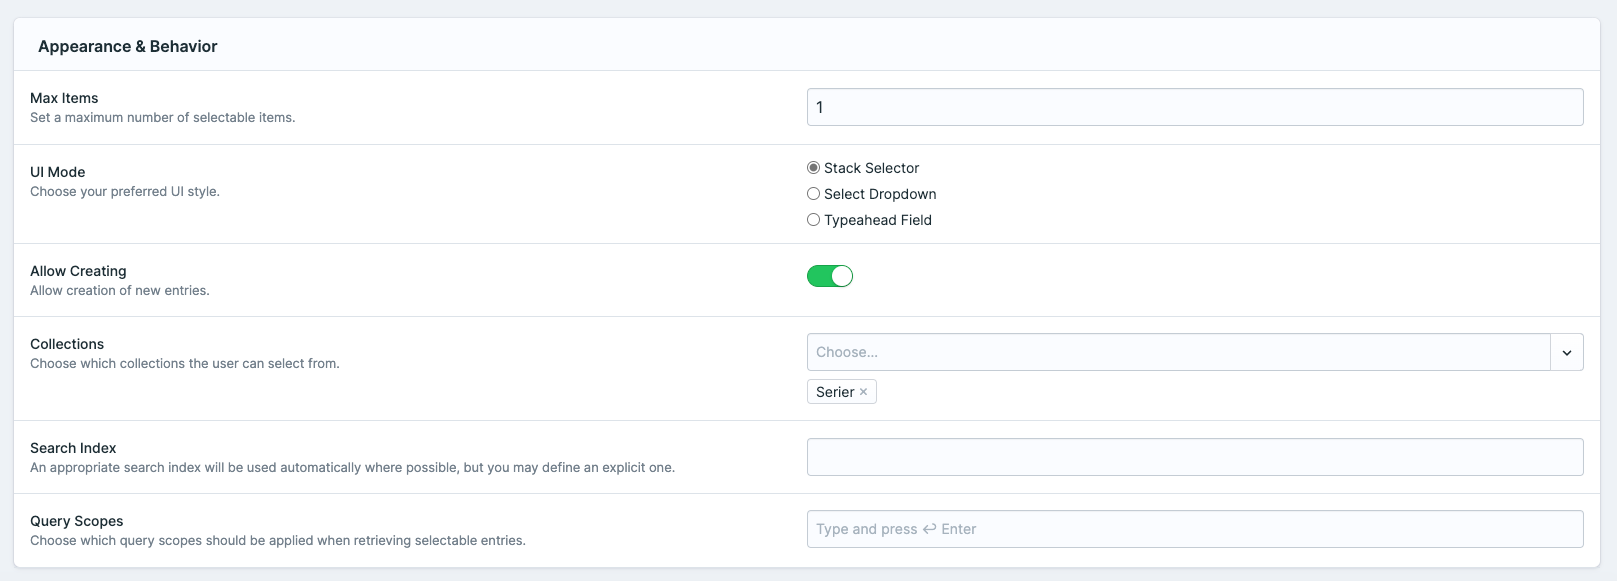 Appearance & Behavior
Max Items
Set a maximum number of selectable items.
1
UI Mode
Choose your preferred UI style.
Stack Selector
Select Dropdown
Typeahead Field
Allow Creating
Allow creation of new entries.
Collections
Choose which collections the user can select from.
Choose...
Serier ×
Search Index
An appropriate search index will be used automatically where possible, but you may define an explicit one.
Query Scopes
Choose which query scopes should be applied when retrieving selectable entries.
Type and press ↩ Enter